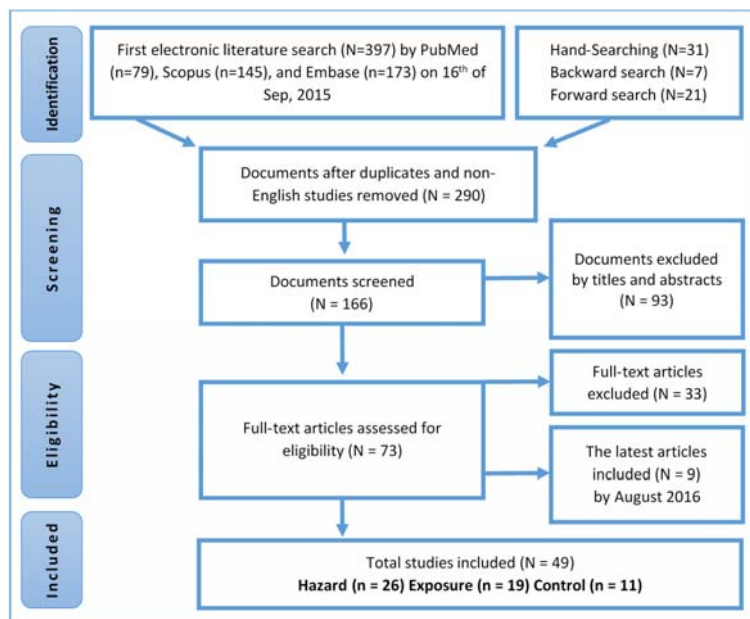 Identification
First electronic literature search (N=397) by PubMed
(n=79), Scopus (n=145), and Embase (n=173) on 16th of
Sep, 2015
Hand-Searching (N=31)
Backward search (N=7)
Forward search (N=21)
Screening
Documents after duplicates and non-
English studies removed (N = 290)
Documents screened
(N = 166)
Documents excluded
by titles and abstracts
(N = 93)
Eligibility
Full-text articles assessed for
eligibility (N = 73)
Full-text articles
excluded (N = 33)
The latest articles
included (N = 9)
by August 2016
Included
Total studies included (N = 49)
Hazard (n = 26) Exposure (n = 19) Control (n = 11)